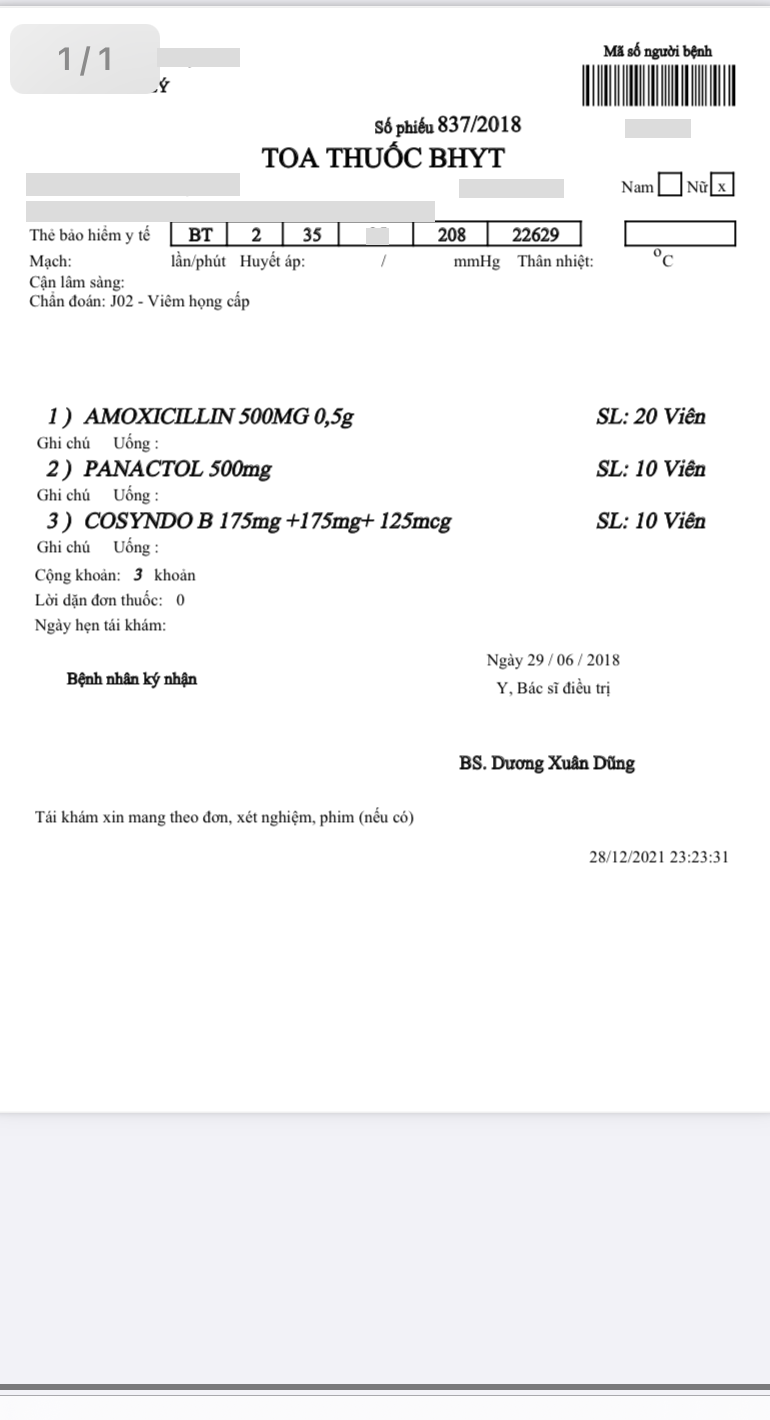 1/1
Mã số người bệnh
LÝ
Số phiếu 837/2018
TOA THUỐC BHYT
Nam Nữ x
Thẻ bảo hiểm y tế BT 2 35 208 22629
Mạch: lần/phút Huyết áp: / mmHg Thân nhiệt: °C
Cận lâm sàng:
Chẩn đoán: J02 - Viêm họng cấp
1 ) AMOXICILLIN 500MG 0,5g SL: 20 Viên
Ghi chú Uống :
2 ) PANACTOL 500mg SL: 10 Viên
Ghi chú Uống :
3 ) COSYNDO B 175mg +175mg+ 125mcg SL: 10 Viên
Ghi chú Uống :
Cộng khoản: 3 khoản
Lời dặn đơn thuốc: 0
Ngày hẹn tái khám:
Ngày 29 / 06 / 2018
Bệnh nhân ký nhận
Y, Bác sĩ điều trị
BS. Dương Xuân Dũng
Tái khám xin mang theo đơn, xét nghiệm, phim (nếu có)
28/12/2021 23:23:31